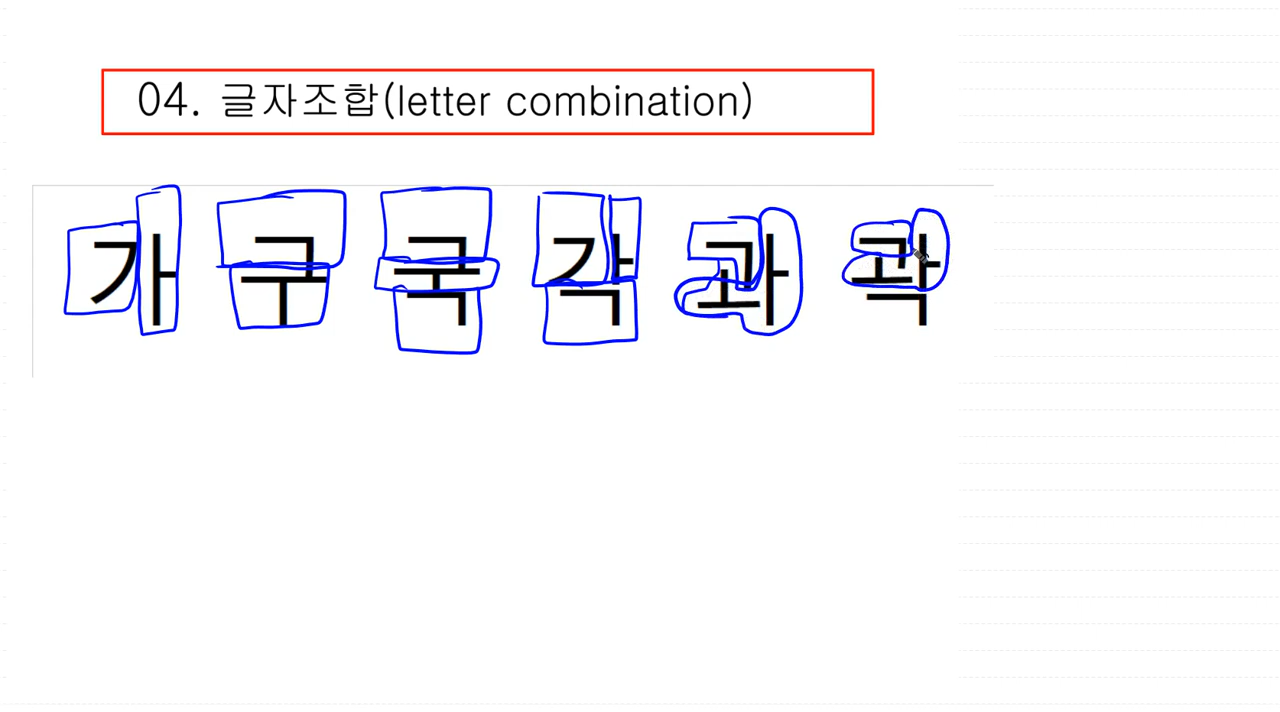 04. 글자조합(letter combination)
가 구 국 각 과 곽